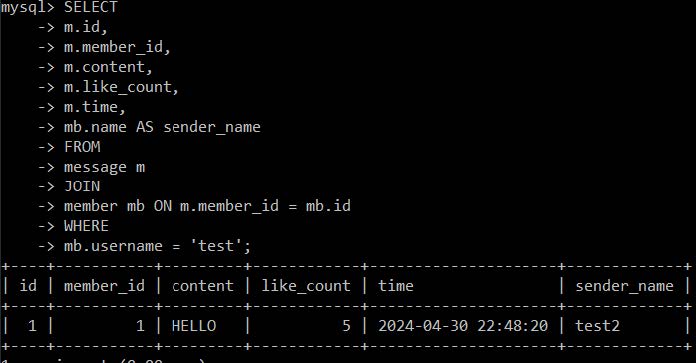 mysql> SELECT
    -> m.id,
    -> m.member_id,
    -> m.content,
    -> m.like_count,
    -> m.time,
    -> mb.name AS sender_name
    -> FROM
    -> message m
    -> JOIN
    -> member mb ON m.member_id = mb.id
    -> WHERE
    -> mb.username = 'test';
+----+-----------+---------+------------+---------------------+-------------+
| id | member_id | content | like_count | time                | sender_name |
+----+-----------+---------+------------+---------------------+-------------+
|  1 |         1 | HELLO   |          5 | 2024-04-30 22:48:20 | test2       |
+----+-----------+---------+------------+---------------------+-------------+